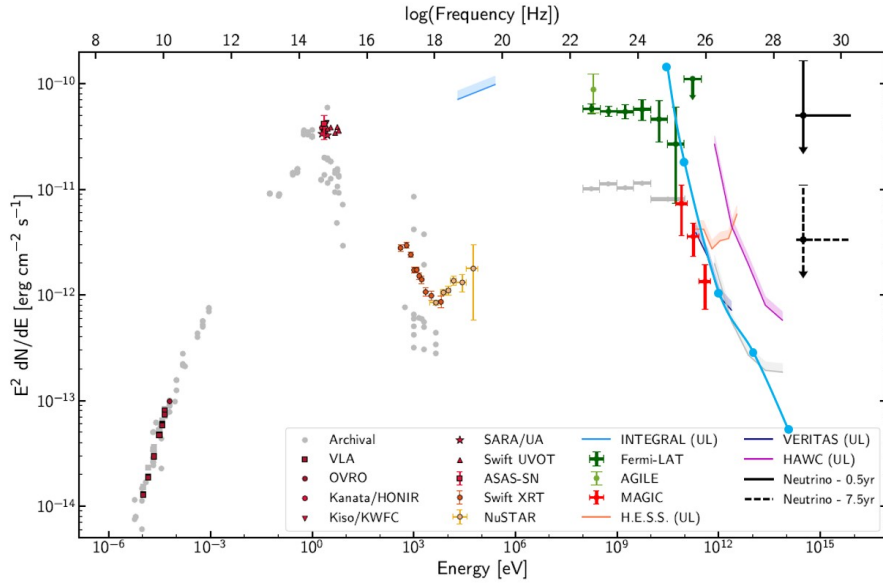 log(Frequency [Hz])
8 10 12 14 16 18 20 22 24 26 28 30
E² dN/dE [erg cm⁻² s⁻¹]
10⁻¹⁰
10⁻¹¹
10⁻¹²
10⁻¹³
10⁻¹⁴
Archival
VLA
OVRO
Kanata/HONIR
Kiso/KWFC
SARA/UA
Swift UVOT
ASAS-SN
Swift XRT
NuSTAR
INTEGRAL (UL)
Fermi-LAT
AGILE
MAGIC
H.E.S.S. (UL)
VERITAS (UL)
HAWC (UL)
Neutrino - 0.5yr
Neutrino - 7.5yr
10⁻⁶ 10⁻³ 10⁰ 10³ 10⁶ 10⁹ 10¹² 10¹⁵
Energy [eV]